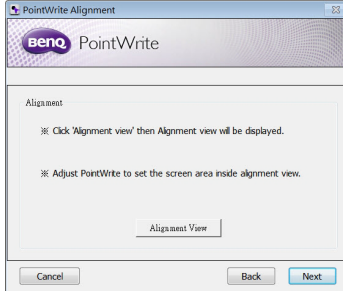 PointWrite Alignment
BenQ PointWrite
Alignment
※ Click 'Alignment view' then Alignment view will be displayed.
※ Adjust PointWrite to set the screen area inside alignment view.
Alignment View
Cancel Back Next